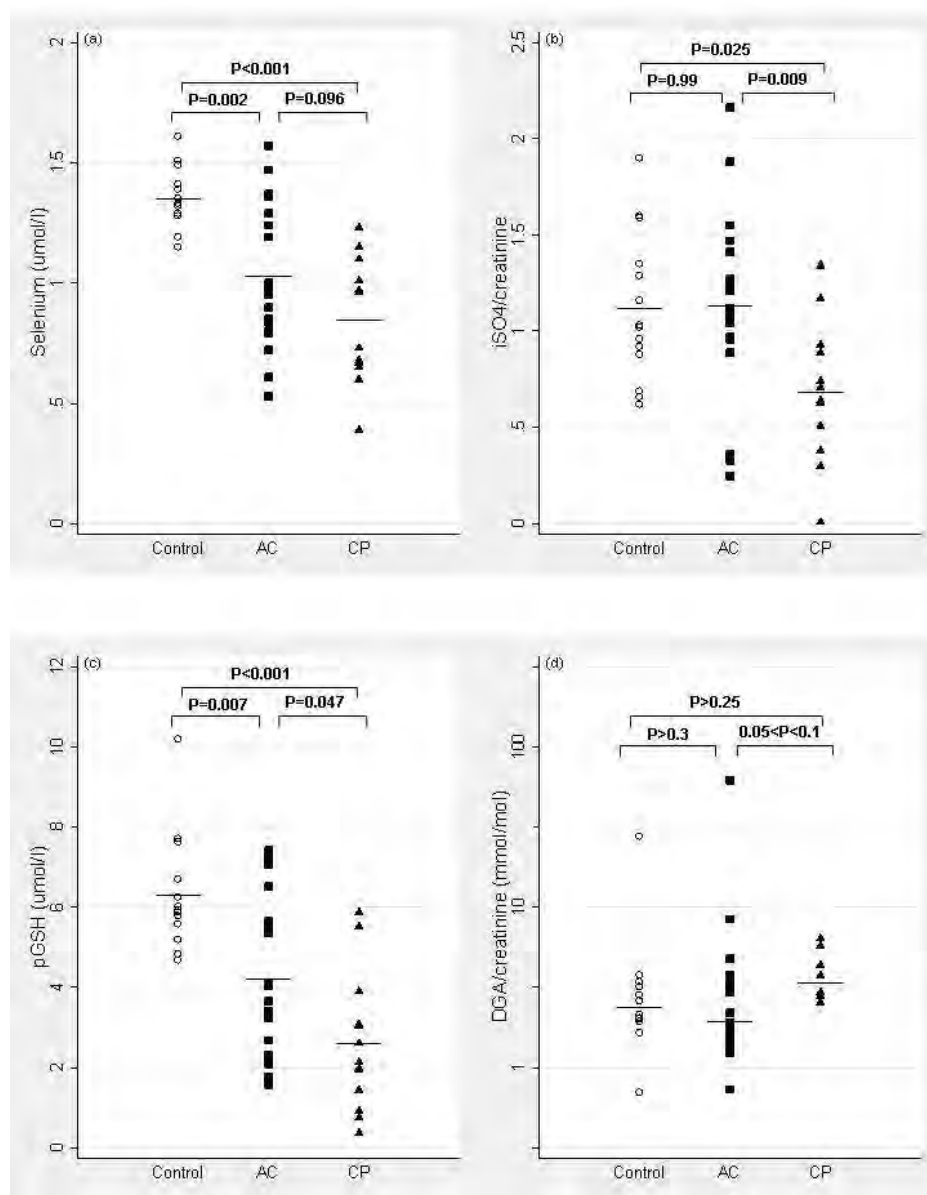 (a)
2
1.5
1
.5
0
Selenium (umol/l)
P<0.001
P=0.002
P=0.096
Control
AC
CP
(b)
2.5
2
1.5
1
.5
0
iSO4/creatinine
P=0.025
P=0.99
P=0.009
Control
AC
CP
(c)
12
10
8
6
4
2
0
pGSH (umol/l)
P<0.001
P=0.007
P=0.047
Control
AC
CP
(d)
100
10
1
DGA/creatinine (mmol/mol)
P>0.25
P>0.3
0.05<P<0.1
Control
AC
CP